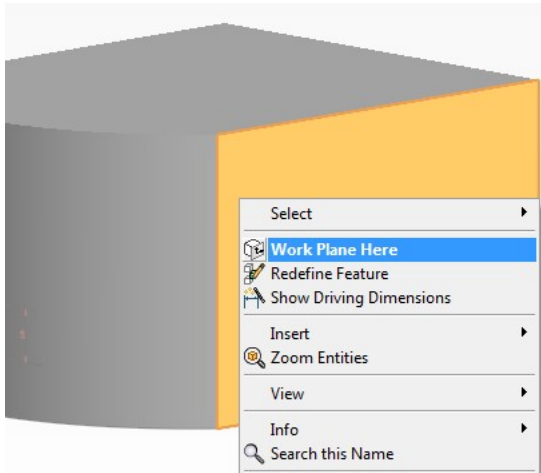 Select
Work Plane Here
Redefine Feature
Show Driving Dimensions
Insert
Zoom Entities
View
Info
Search this Name